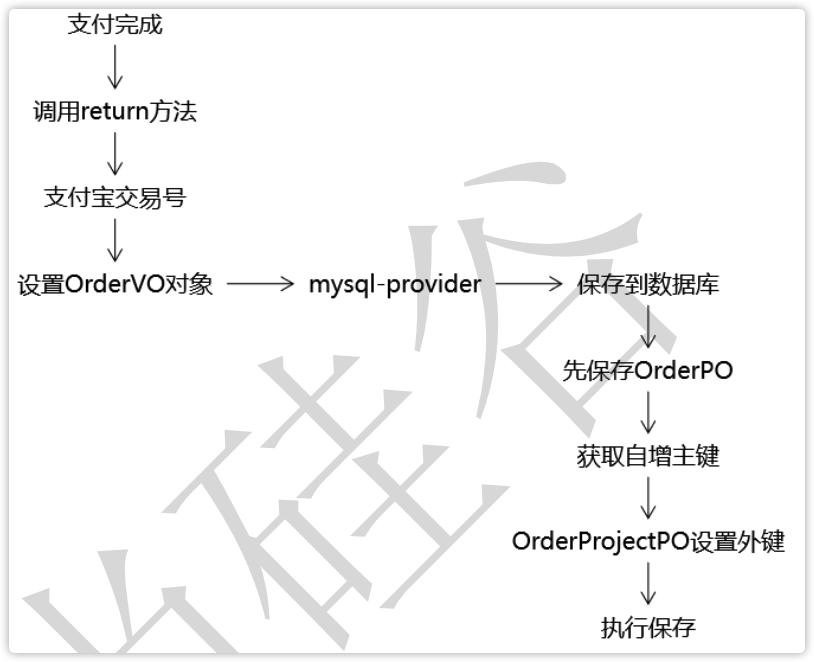 支付完成
调用return方法
支付宝交易号
设置OrderVO对象
mysql-provider
保存到数据库
先保存OrderPO
获取自增主键
OrderProjectPO设置外键
执行保存
尚硅谷